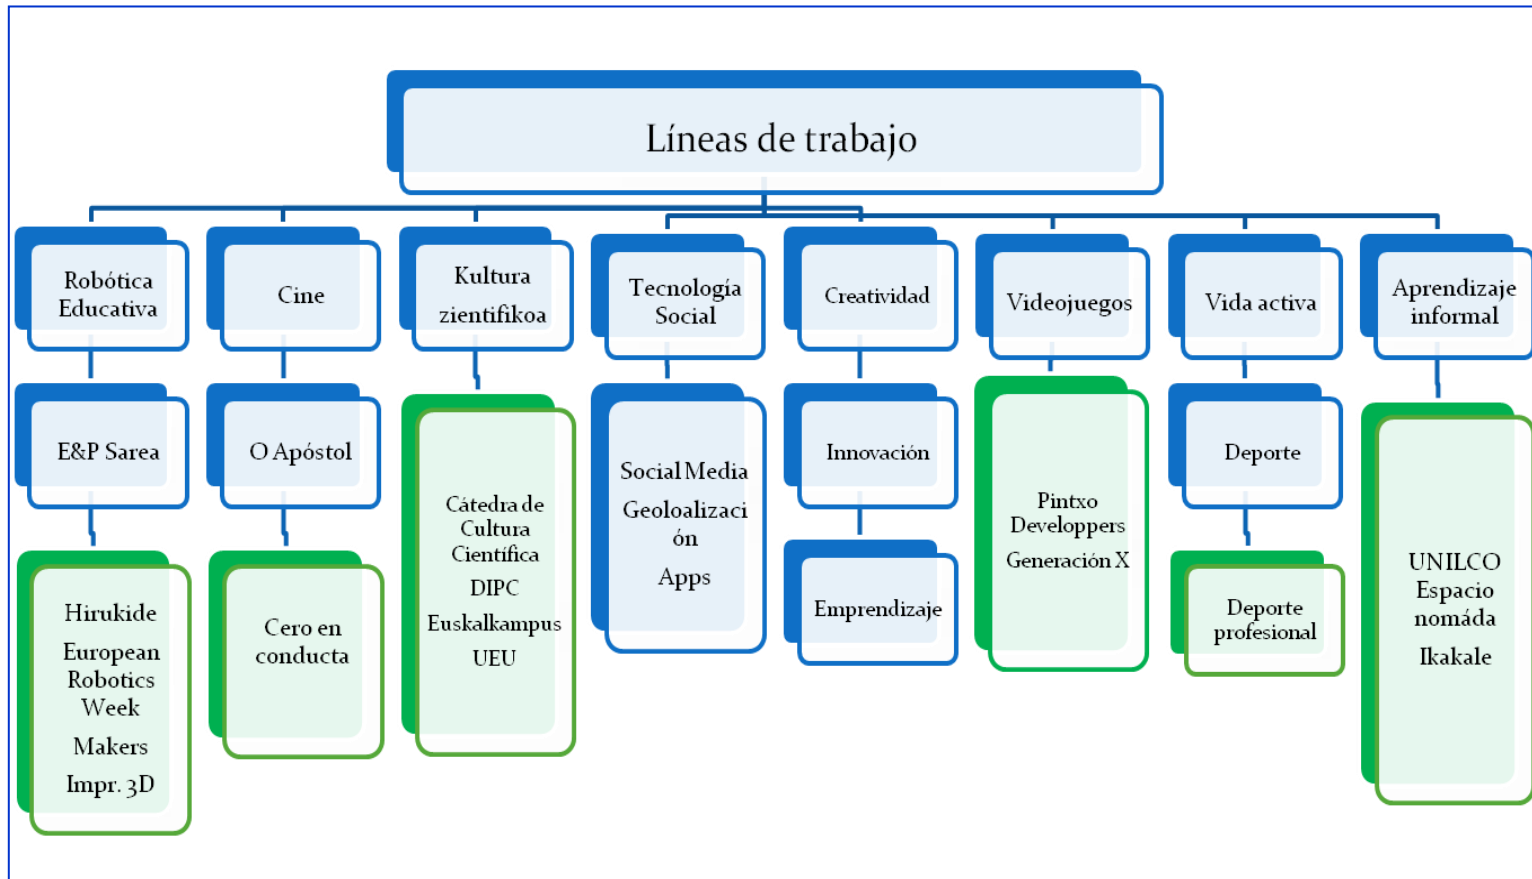 Líneas de trabajo
Robótica
Educativa
Cine
Kultura
zientifikoa
Tecnología
Social
Creatividad
Videojuegos
Vida activa
Aprendizaje
informal
E&P Sarea
O Apóstol
Cátedra de
Cultura
Científica
DIPC
Euskalkampus
UEU
Social Media
Geoloalizaci
ón
Apps
Innovación
Pintxo
Developpers
Generación X
Deporte
UNILCO
Espacio
nomáda
Ikakale
Hirukide
European
Robotics
Week
Makers
Impr. 3D
Cero en
conducta
Emprendizaje
Deporte
profesional